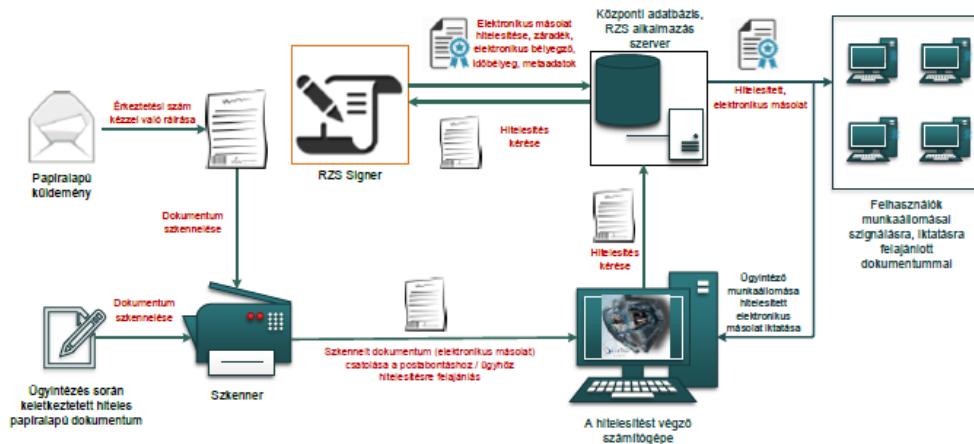 Elektronikus másolat
hitelesítése, záradék,
elektronikus bélyegző,
időbélyeg, metaadatok
Központi adatbázis,
RZS alkalmazás
szerver
Érkeztetési szám
kézzel való ráírása
Hitelesített,
elektronikus másolat
Hitelesítés
kérése
Papíralapú
küldemény
RZS Signer
Felhasználók
munkaállomásai
szignálásra, iktatásra
felajánlott
dokumentummal
Dokumentum
szkennelése
Hitelesítés
kérése
Dokumentum
szkennelése
Ügyintéző
munkaállomása
hitelesített
elektronikus
másolat iktatása
Szkennelt dokumentum (elektronikus másolat)
csatolása a postabontáshoz / ügyhöz
hitelesítésre felajánlás
Ügyintézés során
keletkeztetett hiteles
papíralapú dokumentum
Szkenner
A hitelesítést végző
számítógépe